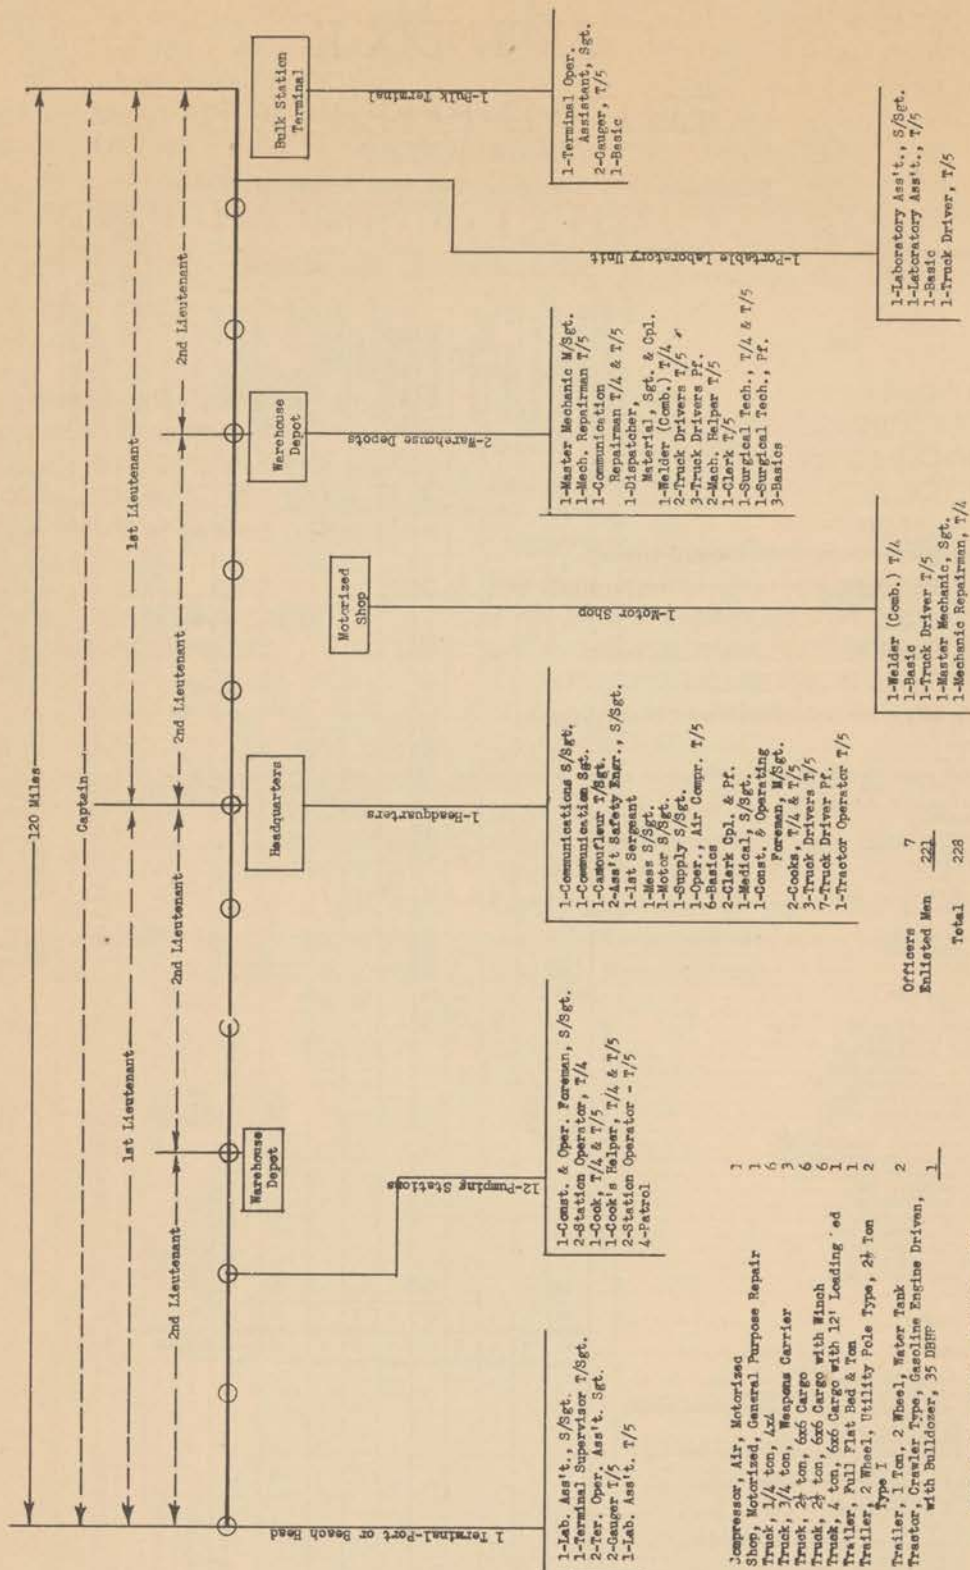 120 Miles
Captain
1st Lieutenant
1st Lieutenant
2nd Lieutenant
2nd Lieutenant
2nd Lieutenant
2nd Lieutenant
Warehouse
Depot
Headquarters
Motorized
Shop
Warehouse
Depot
Bulk Station
Terminal
1 Terminal-Port or Beach Head
1-Lab. Ass't., S/Sgt.
1-Terminal Supervisor T/Sgt.
2-Ter. Oper. Ass't. Sgt.
2-Gauger T/5
1-Lab. Ass't. T/5
12-Pumping Stations
1-Const. & Oper. Foreman, S/Sgt.
2-Station Operator, T/4
1-Cook, T/4 & T/5
1-Cook's Helper, T/4 & T/5
2-Station Operator - T/5
4-Patrol
1-Headquarters
1-Communications S/Sgt.
1-Communication Sgt.
1-Camoufleur T/Sgt.
2-Ass't Safety Engr., S/Sgt.
1-1st Sergeant
1-Mess S/Sgt.
1-Motor S/Sgt.
1-Supply S/Sgt.
1-Oper., Air Compr. T/5
6-Basics
2-Clerk Cpl. & Pf.
1-Medical, S/Sgt.
1-Const. & Operating
Foreman, M/Sgt.
2-Cooks, T/4 & T/5
3-Truck Drivers T/5
7-Truck Driver Pf.
1-Tractor Operator T/5
1-Motor Shop
1-Welder (Comb.) T/4
1-Basic
1-Truck Driver T/5
1-Master Mechanic, Sgt.
1-Mechanic Repairman, T/4
2-Warehouse Depots
1-Master Mechanic M/Sgt.
1-Mech. Repairman T/5
1-Communication
Repairman T/4 & T/5
1-Dispatcher,
Material, Sgt. & Cpl.
1-Welder (Comb.) T/4
2-Truck Drivers T/5
3-Truck Drivers Pf.
2-Mach. Helper T/5
1-Clerk T/5
1-Surgical Tech., T/4 & T/5
1-Surgical Tech., Pf.
3-Basics
1-Portable Laboratory Unit
1-Laboratory Ass't., S/Sgt.
1-Latoratory Ass't., T/5
1-Basic
1-Truck Driver, T/5
1-Bulk Terminal
1-Terminal Oper.
Assistant, Sgt.
2-Gauger, T/5
1-Basic
Compressor, Air, Motorized 1
Shop, Motorized, General Purpose Repair 1
Truck, 1/4 ton, 4x4 6
Truck, 3/4 ton, Weapons Carrier 3
Truck, 2½ ton, 6x6 Cargo 6
Truck, 2½ ton, 6x6 Cargo with Winch 6
Truck, 4 ton, 6x6 Cargo with 12' Loading 'ed 1
Trailer, Full Flat Bed & Ton 1
Trailer, 2 Wheel, Utility Pole Type, 2½ Ton 2
Type I
Trailer, 1 Ton, 2 Wheel, Water Tank 2
Tractor, Crawler Type, Gasoline Engine Driven,
with Bulldozer, 35 DBHP 1
Officers 7
Enlisted Men 221
Total 228